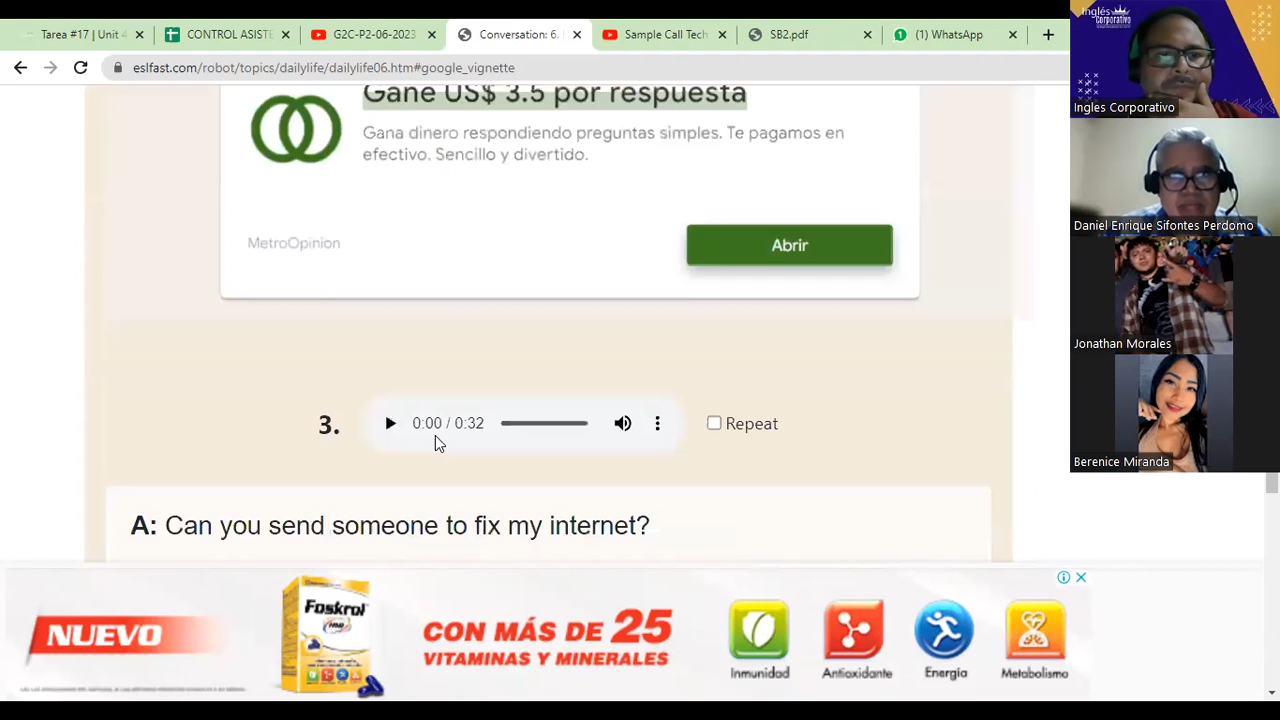 Tarea #17 | Unit 4
CONTROL ASISTE
G2C-P2-06-2023
Conversation: 6.
Sample Call Tech
SB2.pdf
(1) WhatsApp
eslfast.com/robot/topics/dailylife/dailylife06.htm#google_vignette
Gane US$ 3.5 por respuesta
Gana dinero respondiendo preguntas simples. Te pagamos en
efectivo. Sencillo y divertido.
MetroOpinion
Abrir
3.
0:00 / 0:32
Repeat
A: Can you send someone to fix my internet?
NUEVO
Foskrol
CON MÁS DE 25
VITAMINAS Y MINERALES
Inmunidad
Antioxidante
Energía
Metabolismo
Inglés
Corporativo
Ingles Corporativo
Daniel Enrique Sifontes Perdomo
Jonathan Morales
Berenice Miranda